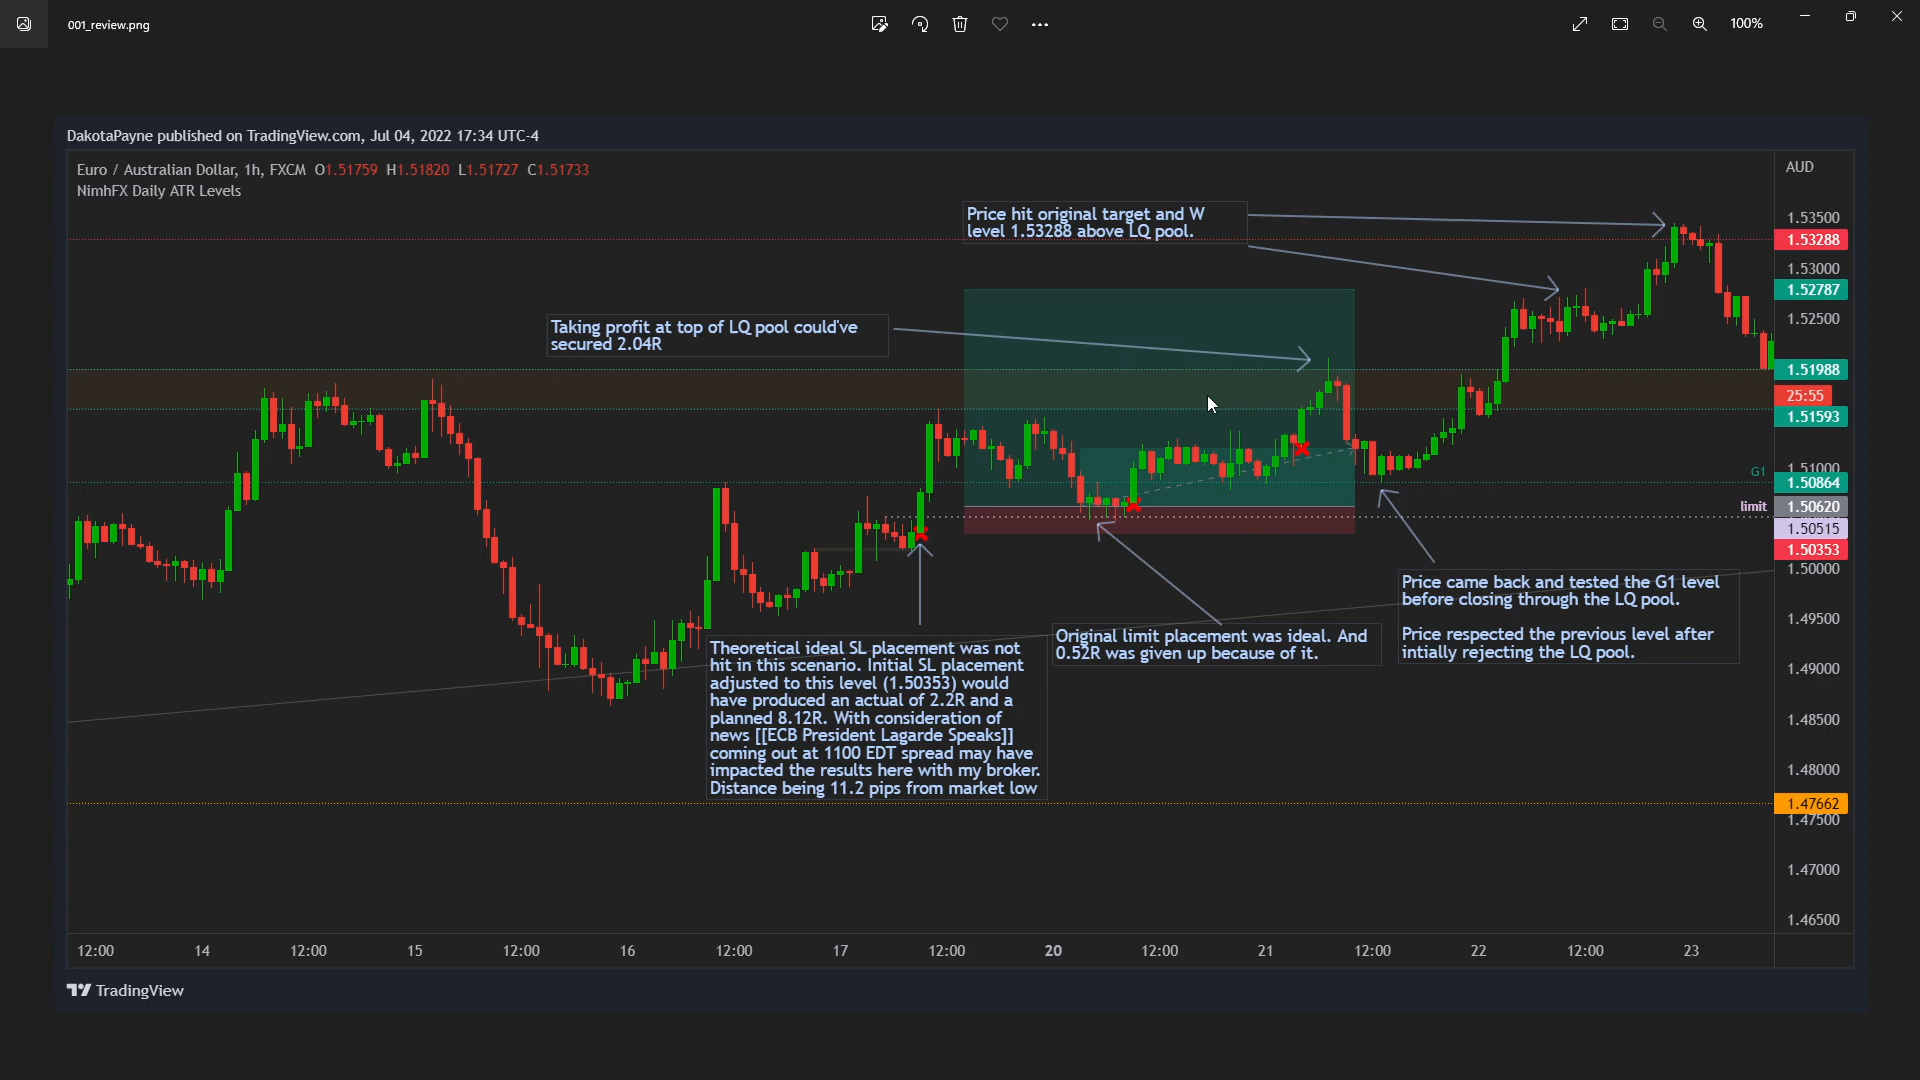 001_review.png
100%
DakotaPayne published on TradingView.com, Jul 04, 2022 17:34 UTC-4
Euro / Australian Dollar, 1h, FXCM O1.51759 H1.51820 L1.51727 C1.51733
NimhFX Daily ATR Levels
AUD
Price hit original target and W
level 1.53288 above LQ pool.
Taking profit at top of LQ pool could've
secured 2.04R
1.53500
1.53288
1.53000
1.52787
1.52500
1.51988
25:55
1.51593
1.51000
G1 1.50864
limit 1.50620
1.50515
1.50353
1.50000
1.49500
1.49000
1.48500
1.48000
1.47662
1.47500
1.47000
1.46500
Theoretical ideal SL placement was not
hit in this scenario. Initial SL placement
adjusted to this level (1.50353) would
have produced an actual of 2.2R and a
planned 8.12R. With consideration of
news [[ECB President Lagarde Speaks]]
coming out at 1100 EDT spread may have
impacted the results here with my broker.
Distance being 11.2 pips from market low
Original limit placement was ideal. And
0.52R was given up because of it.
Price came back and tested the G1 level
before closing through the LQ pool.
Price respected the previous level after
intially rejecting the LQ pool.
12:00 14 12:00 15 12:00 16 12:00 17 12:00 20 12:00 21 12:00 22 12:00 23
TradingView